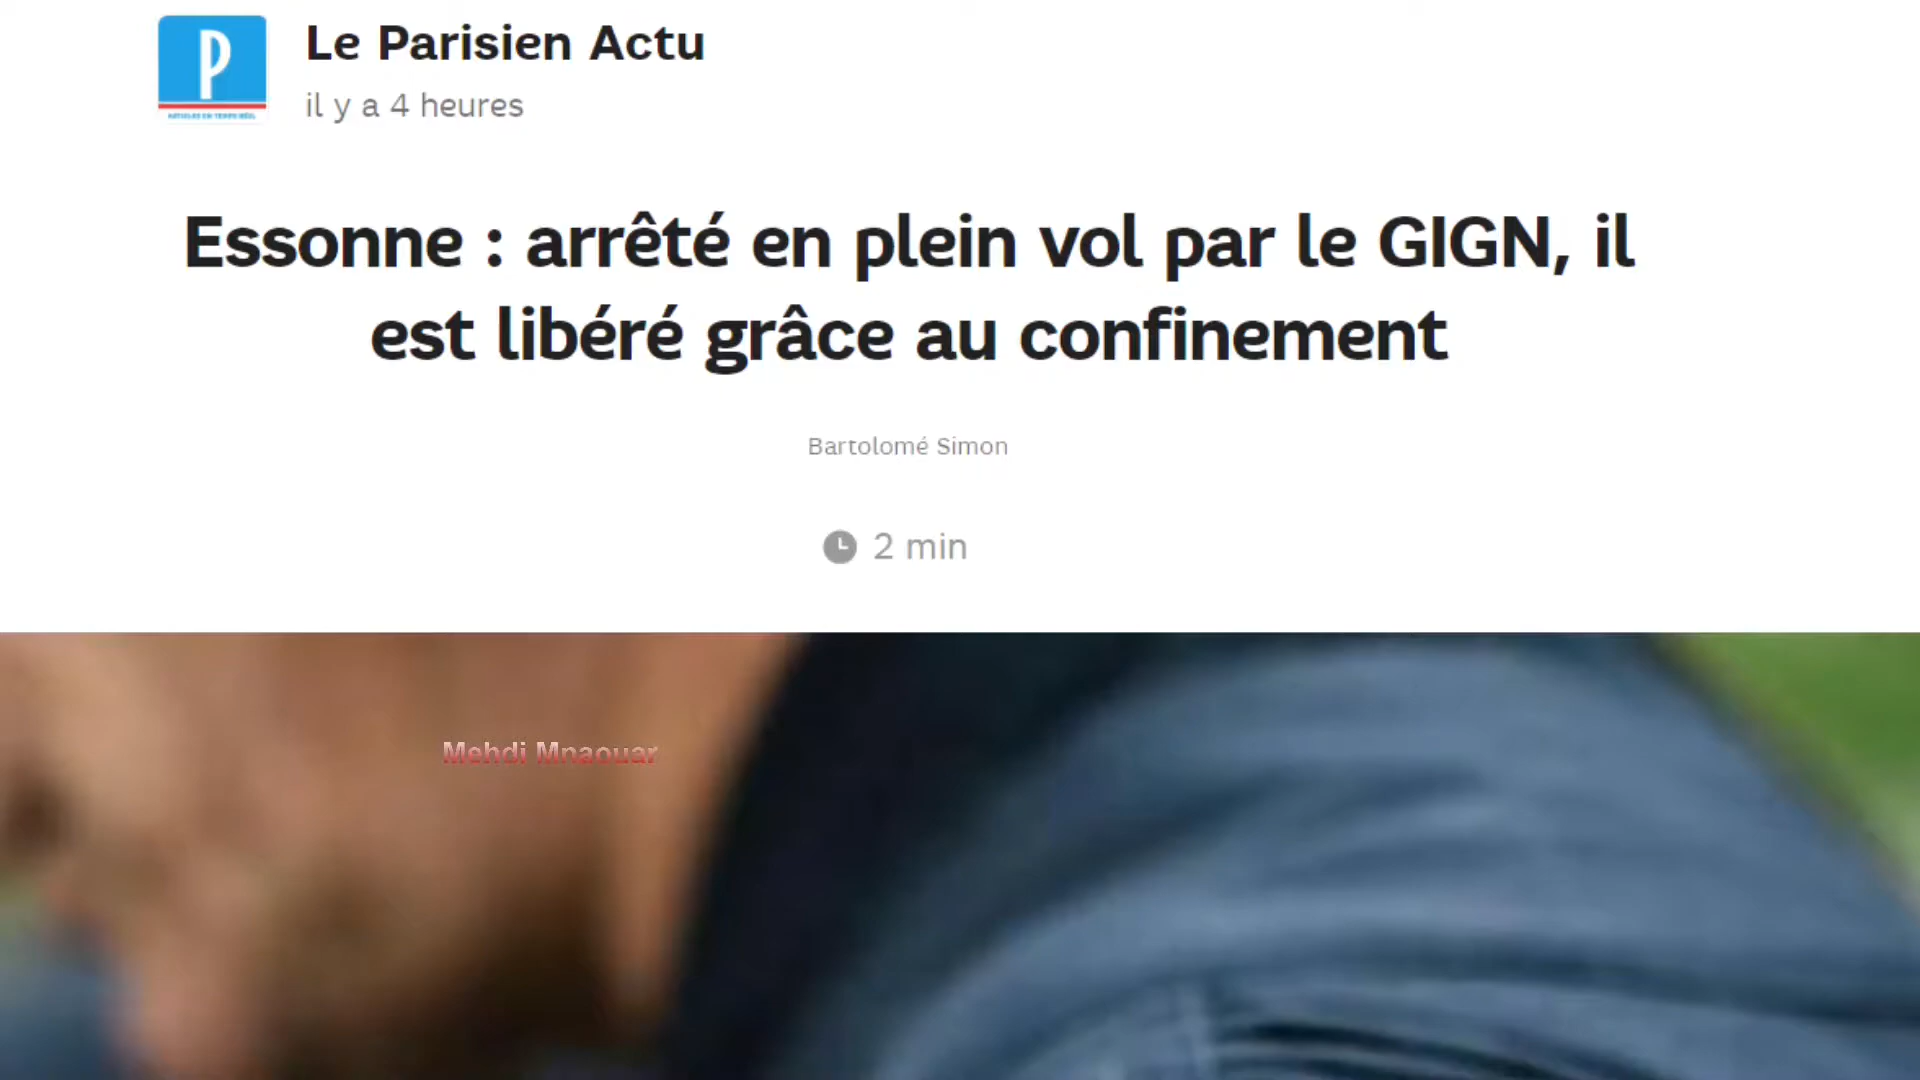 Le Parisien Actu
il y a 4 heures
Essonne : arrêté en plein vol par le GIGN, il
est libéré grâce au confinement
Bartolomé Simon
2 min
Mehdi Mnaouar